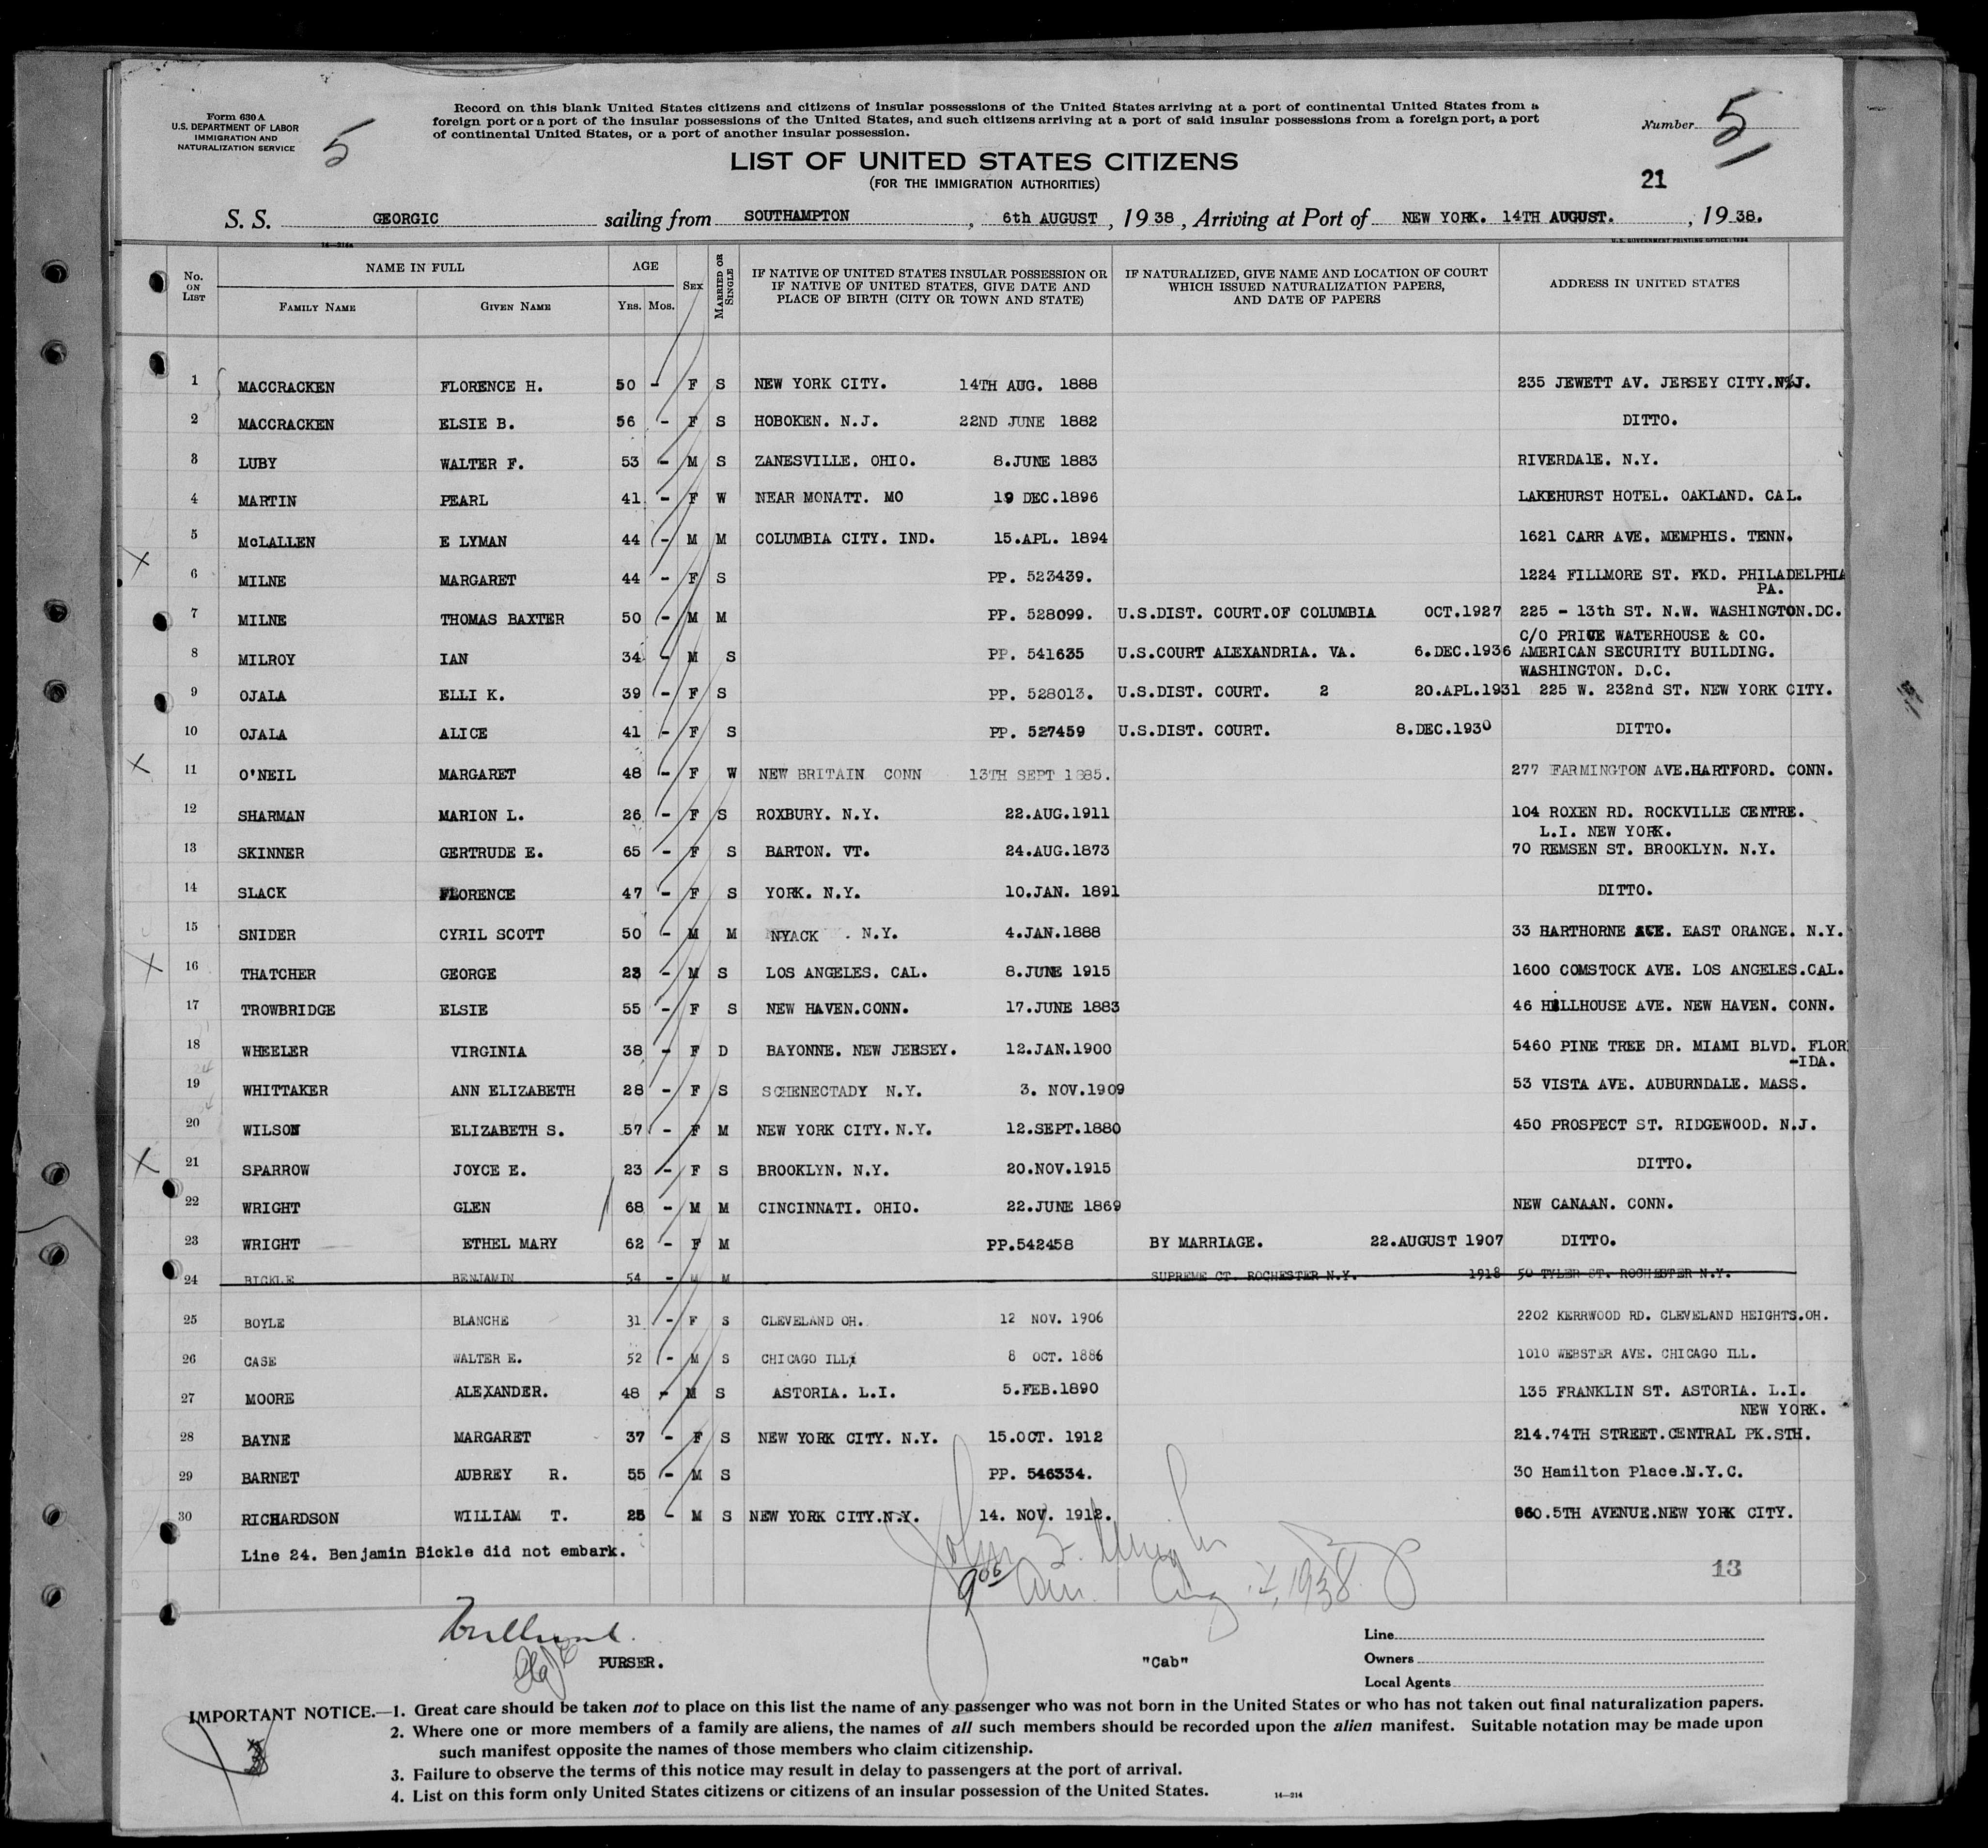 Form 630 A
U.S. DEPARTMENT OF LABOR
IMMIGRATION AND
NATURALIZATION SERVICE
5
Record on this blank United States citizens and citizens of insular possessions of the United States arriving at a port of continental United States from a
foreign port or a port of the insular possessions of the United States, and such citizens arriving at a port of said insular possessions from a foreign port, a port
of continental United States, or a port of another insular possession.
Number 5
LIST OF UNITED STATES CITIZENS
(FOR THE IMMIGRATION AUTHORITIES)
21
S. S. GEORGIC sailing from SOUTHAMPTON, 6th AUGUST, 1938, Arriving at Port of NEW YORK. 14TH AUGUST., 1938.
14—214a
U.S. GOVERNMENT PRINTING OFFICE: 1934
No. ON LIST
NAME IN FULL
FAMILY NAME
GIVEN NAME
AGE
YRS. MOS.
SEX
MARRIED OR SINGLE
IF NATIVE OF UNITED STATES INSULAR POSSESSION OR
IF NATIVE OF UNITED STATES, GIVE DATE AND
PLACE OF BIRTH (CITY OR TOWN AND STATE)
IF NATURALIZED, GIVE NAME AND LOCATION OF COURT
WHICH ISSUED NATURALIZATION PAPERS,
AND DATE OF PAPERS
ADDRESS IN UNITED STATES
1 MACCRACKEN FLORENCE H. 50 - F S NEW YORK CITY. 14TH AUG. 1888 235 JEWETT AV. JERSEY CITY.N.J.
2 MACCRACKEN ELSIE B. 56 - F S HOBOKEN. N.J. 22ND JUNE 1882 DITTO.
3 LUBY WALTER F. 53 - M S ZANESVILLE. OHIO. 8.JUNE 1883 RIVERDAlE. N.Y.
4 MARTIN PEARL 41 - F W NEAR MONATT. MO 19 DEC.1896 LAKEHURST HOTEL. OAKLAND. CAL.
5 McLALLEN E LYMAN 44 - M M COLUMBIA CITY. IND. 15.APL. 1894 1621 CARR AVE. MEMPHIS. TENN.
6 MILNE MARGARET 44 - F S PP. 523439. 1224 FILLMORE ST. FKD. PHILADELPHIA
PA.
7 MILNE THOMAS BAXTER 50 - M M PP. 528099. U.S.DIST. COURT.OF COLUMBIA OCT.1927 225 - 13th ST. N.W. WASHINGTON.DC.
C/O PRICE WATERHOUSE & CO.
8 MILROY IAN 34 - M S PP. 541635 U.S.COURT ALEXANDRIA. VA. 6.DEC.1936 AMERICAN SECURITY BUILDING.
WASHINGTON. D.C.
9 OJALA ELLI K. 39 - F S PP. 528013. U.S.DIST. COURT. 2 20.APL.1931 225 W. 232nd ST. NEW YORK CITY.
10 OJALA ALICE 41 - F S PP. 527459 U.S.DIST. COURT. 8.DEC.1930 DITTO.
11 O'NEIL MARGARET 48 - F W NEW BRITAIN CONN 13TH SEPT 1885. 277 FARMINGTON AVE.HARTFORD. CONN.
12 SHARMAN MARION L. 26 - F S ROXBURY. N.Y. 22.AUG.1911 104 ROXEN RD. ROCKVILLE CENTRE.
L.I. NEW YORK.
13 SKINNER GERTRUDE E. 65 - F S BARTON. VT. 24.AUG.1873 70 REMSEN ST. BROOKLYN. N.Y.
14 SLACK FLORENCE 47 - F S YORK. N.Y. 10.JAN. 1891 DITTO.
15 SNIDER CYRIL SCOTT 50 - M M NYACK . N.Y. 4.JAN.1888 33 HARTHORNE . EAST ORANGE. N.Y.
16 THATCHER GEORGE 23 - M S LOS ANGELES. CAL. 8.JUNE 1915 1600 COMSTOCK AVE. LOS ANGELES.CAL.
17 TROWBRIDGE ELSIE 55 - F S NEW HAVEN.CONN. 17.JUNE 1883 46 HILLHOUSE AVE. NEW HAVEN. CONN.
18 WHEELER VIRGINIA 38 - F D BAYONNE. NEW JERSEY. 12.JAN.1900 5460 PINE TREE DR. MIAMI BLVD. FLOR
-IDA.
19 WHITTAKER ANN ELIZABETH 28 - F S SCHENECTADY N.Y. 3. NOV.1909 53 VISTA AVE. AUBURNDALE. MASS.
20 WILSON ELIZABETH S. 57 - F M NEW YORK CITY.N.Y. 12.SEPT.1880 450 PROSPECT ST. RIDGEWOOD. N.J.
21 SPARROW JOYCE E. 23 - F S BROOKLYN. N.Y. 20.NOV.1915 DITTO.
22 WRIGHT GLEN 68 - M M CINCINNATI. OHIO. 22.JUNE 1869 NEW CANAAN. CONN.
23 WRIGHT ETHEL MARY 62 - F M PP.542458 BY MARRIAGE. 22.AUGUST 1907 DITTO.
24 BICKLE BENJAMIN 54 - M M SUPREME CT. ROCHESTER N.Y. 1918 50 TYLER ST. ROCHESTER N.Y.
25 BOYLE BLANCHE 31 - F S CLEVELAND OH. 12 NOV. 1906 2202 KERRWOOD RD. CLEVELAND HEIGHTS.OH.
26 CASE WALTER E. 52 - M S CHICAGO ILL. 8 OCT. 1886 1010 WEBSTER AVE. CHICAGO ILL.
27 MOORE ALEXANDER. 48 - M S ASTORIA. L.I. 5.FEB.1890 135 FRANKLIN ST. ASTORIA. L.I.
NEW YORK.
28 BAYNE MARGARET 37 - F S NEW YORK CITY. N.Y. 15.OCT. 1912 214.74TH STREET.CENTRAL PK.STH.
29 BARNET AUBREY R. 55 - M S PP. 546334. 30 Hamilton Place.N.Y.C.
30 RICHARDSON WILLIAM T. 25 - M S NEW YORK CITY.N.Y. 14. NOV. 1912. 960.5TH AVENUE.NEW YORK CITY.
Line 24. Benjamin Bickle did not embark.
13
Aug 1938
PURSER.
"Cab"
Line
Owners
Local Agents
IMPORTANT NOTICE.—1. Great care should be taken not to place on this list the name of any passenger who was not born in the United States or who has not taken out final naturalization papers.
2. Where one or more members of a family are aliens, the names of all such members should be recorded upon the alien manifest. Suitable notation may be made upon
such manifest opposite the names of those members who claim citizenship.
3. Failure to observe the terms of this notice may result in delay to passengers at the port of arrival.
4. List on this form only United States citizens or citizens of an insular possession of the United States.
14—214